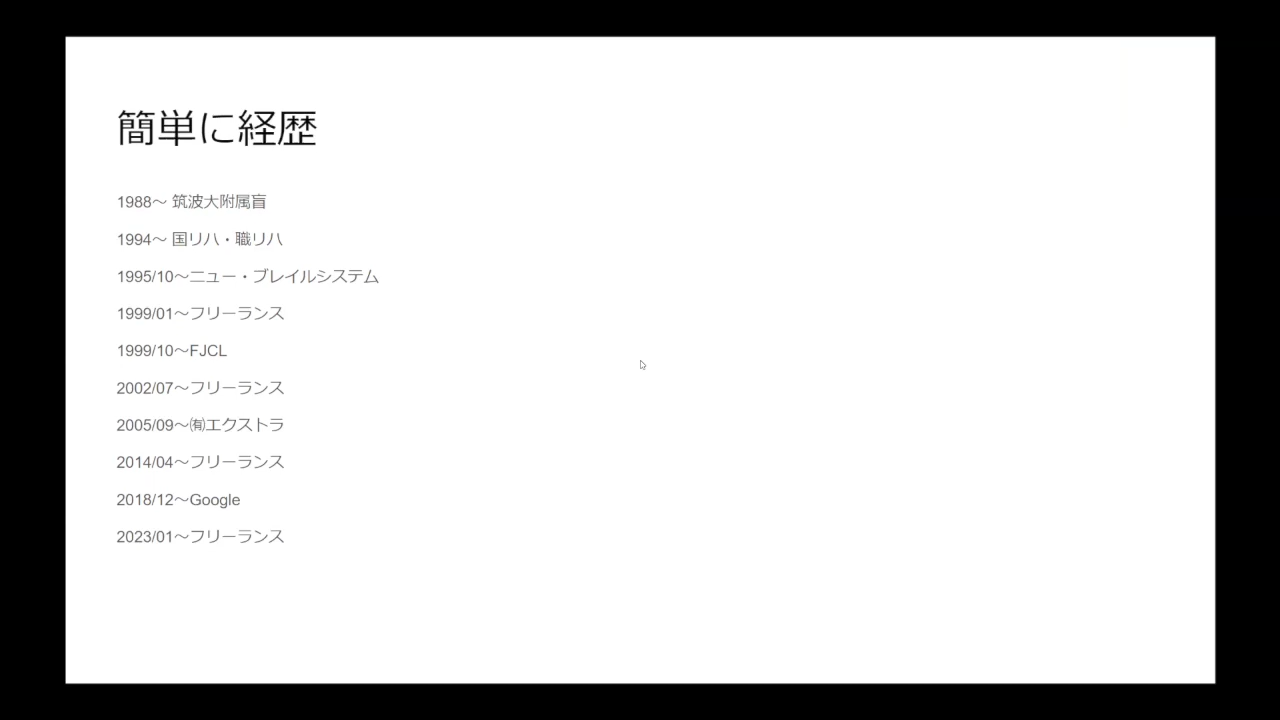 簡単に経歴
1988～ 筑波大附属盲
1994～ 国リハ・職リハ
1995/10～ニュー・ブレイルシステム
1999/01～フリーランス
1999/10～FJCL
2002/07～フリーランス
2005/09～㈲エクストラ
2014/04～フリーランス
2018/12～Google
2023/01～フリーランス